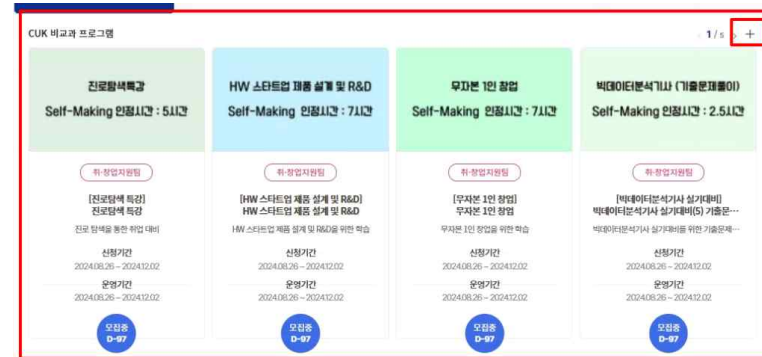 CUK 비교과 프로그램
1 / 5 +
진로탐색특강
Self-Making 인정시간 : 5시간
HW 스타트업 제품 설계 및 R&D
Self-Making 인정시간 : 7시간
무자본 1인 창업
Self-Making 인정시간 : 7시간
빅데이터분석기사 (기출문제풀이)
Self-Making 인정시간 : 2.5시간
취·창업지원팀
[진로탐색 특강]
진로탐색 특강
진로 탐색을 통한 취업 대비
신청기간
2024.08.26 ~ 2024.12.02
운영기간
2024.08.26 ~ 2024.12.02
모집중
D-97
취·창업지원팀
[HW 스타트업 제품 설계 및 R&D]
HW 스타트업 제품 설계 및 R&D
HW 스타트업 제품 설계 및 R&D을 위한 학습
신청기간
2024.08.26 ~ 2024.12.02
운영기간
2024.08.26 ~ 2024.12.02
모집중
D-97
취·창업지원팀
[무자본 1인 창업]
무자본 1인 창업
무자본 1인 창업을 위한 학습
신청기간
2024.08.26 ~ 2024.12.02
운영기간
2024.08.26 ~ 2024.12.02
모집중
D-97
취·창업지원팀
[빅데이터분석기사 실기대비]
빅데이터분석기사 실기대비(5) 기출문…
빅데이터분석기사 실기대비를 위한 기출문제…
신청기간
2024.08.26 ~ 2024.12.02
운영기간
2024.08.26 ~ 2024.12.02
모집중
D-97